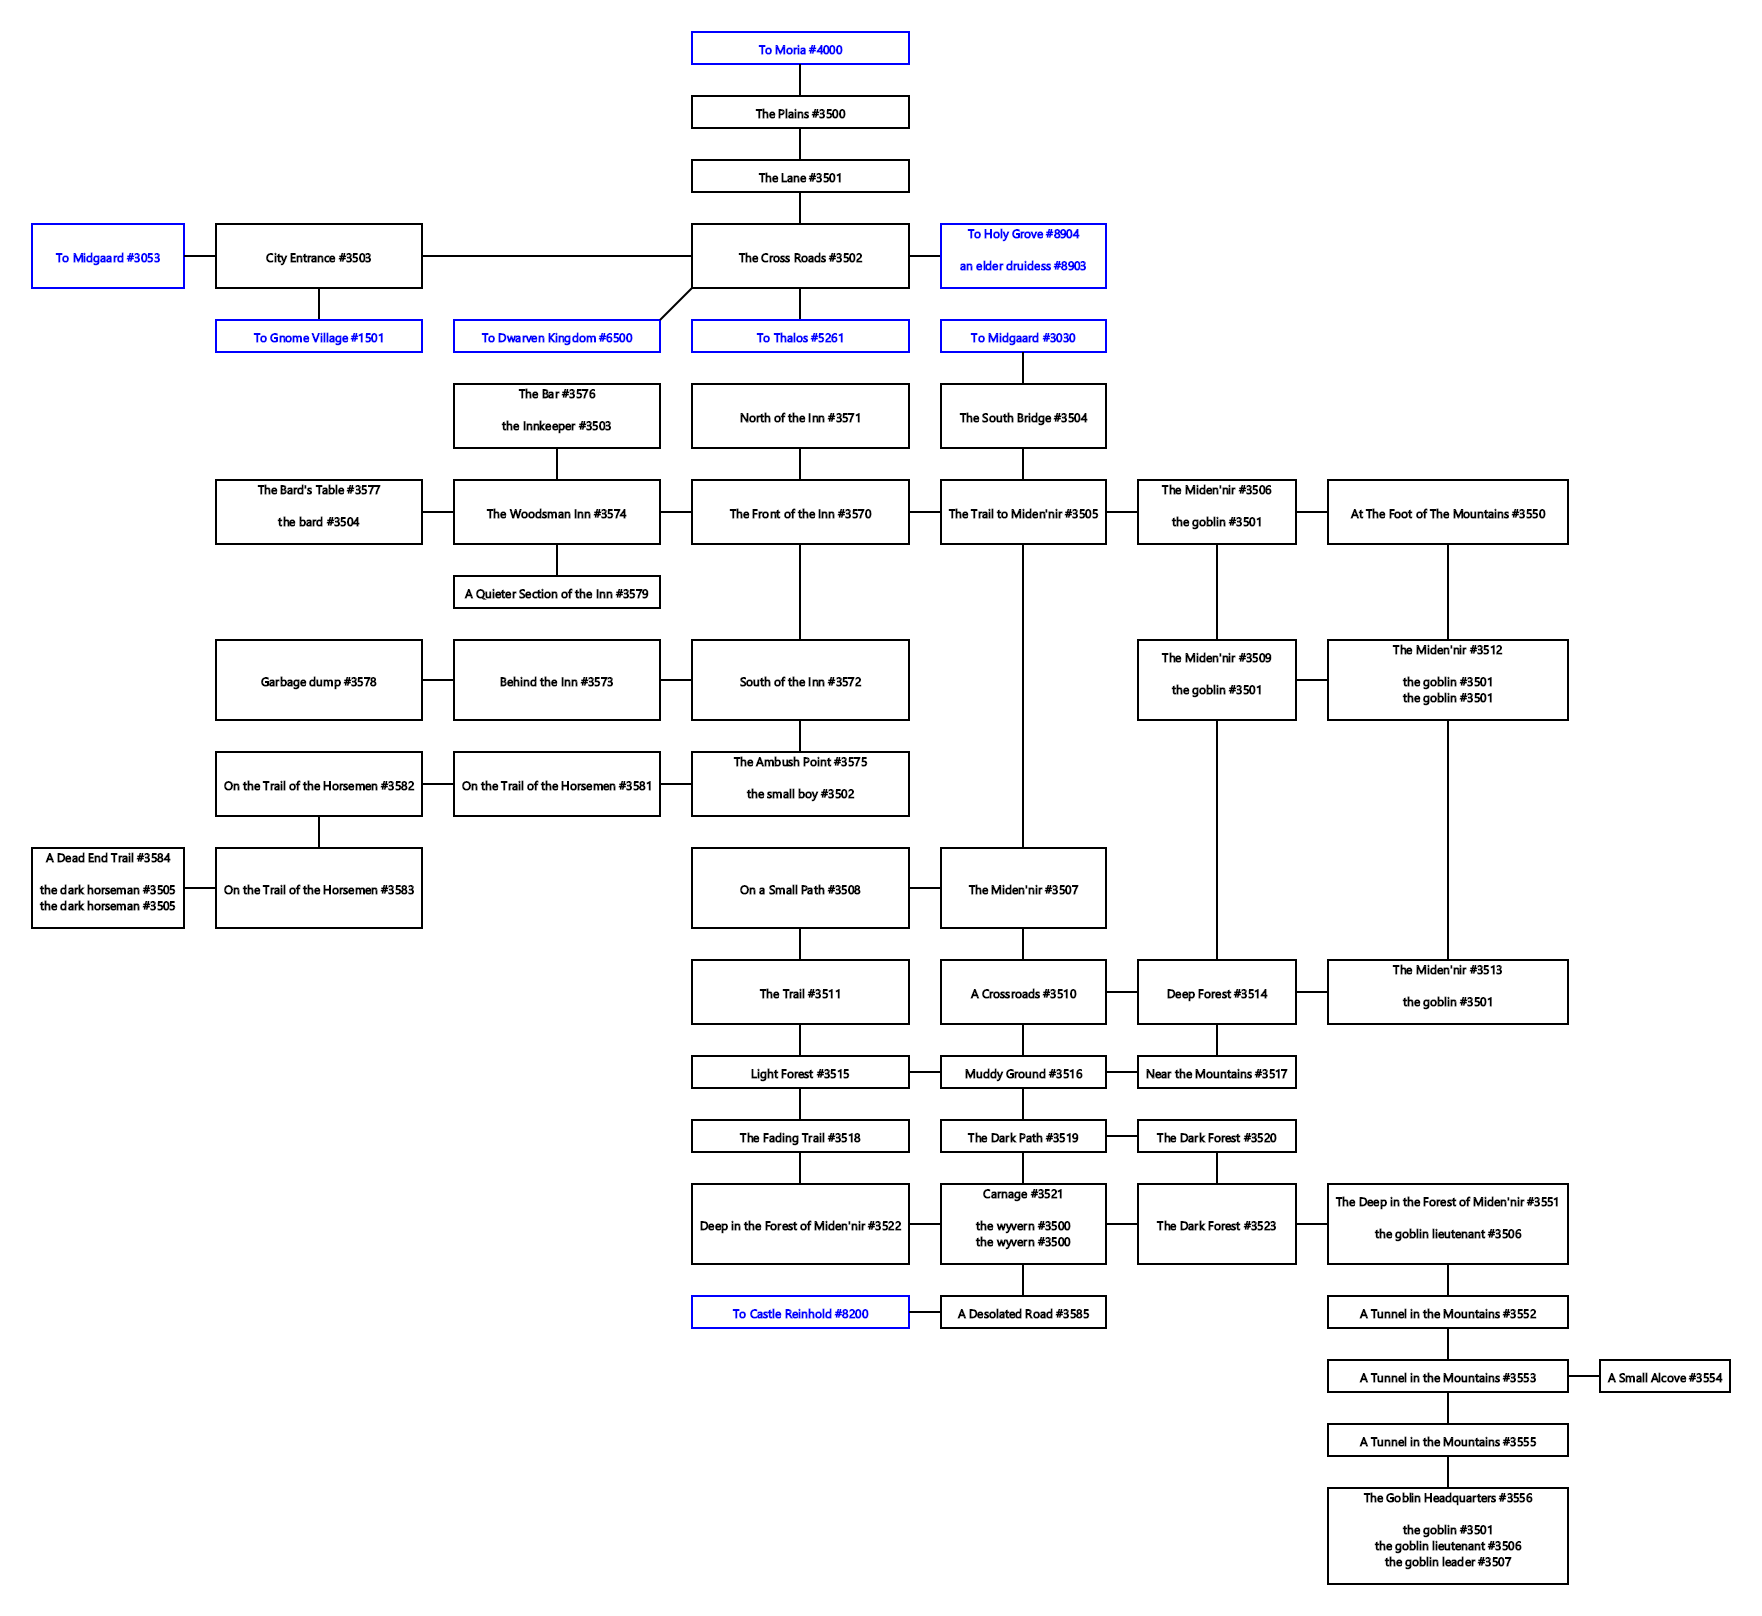 To Moria #4000
The Plains #3500
The Lane #3501
To Midgaard #3053
City Entrance #3503
The Cross Roads #3502
To Holy Grove #8904
an elder druidess #8903
To Gnome Village #1501
To Dwarven Kingdom #6500
To Thalos #5261
To Midgaard #3030
The Bar #3576
the Innkeeper #3503
North of the Inn #3571
The South Bridge #3504
The Bard's Table #3577
the bard #3504
The Woodsman Inn #3574
The Front of the Inn #3570
The Trail to Miden'nir #3505
The Miden'nir #3506
the goblin #3501
At The Foot of The Mountains #3550
A Quieter Section of the Inn #3579
Garbage dump #3578
Behind the Inn #3573
South of the Inn #3572
The Miden'nir #3509
the goblin #3501
The Miden'nir #3512
the goblin #3501
the goblin #3501
On the Trail of the Horsemen #3582
On the Trail of the Horsemen #3581
The Ambush Point #3575
the small boy #3502
A Dead End Trail #3584
the dark horseman #3505
the dark horseman #3505
On the Trail of the Horsemen #3583
On a Small Path #3508
The Miden'nir #3507
The Trail #3511
A Crossroads #3510
Deep Forest #3514
The Miden'nir #3513
the goblin #3501
Light Forest #3515
Muddy Ground #3516
Near the Mountains #3517
The Fading Trail #3518
The Dark Path #3519
The Dark Forest #3520
Deep in the Forest of Miden'nir #3522
Carnage #3521
the wyvern #3500
the wyvern #3500
The Dark Forest #3523
The Deep in the Forest of Miden'nir #3551
the goblin lieutenant #3506
To Castle Reinhold #8200
A Desolated Road #3585
A Tunnel in the Mountains #3552
A Tunnel in the Mountains #3553
A Small Alcove #3554
A Tunnel in the Mountains #3555
The Goblin Headquarters #3556
the goblin #3501
the goblin lieutenant #3506
the goblin leader #3507